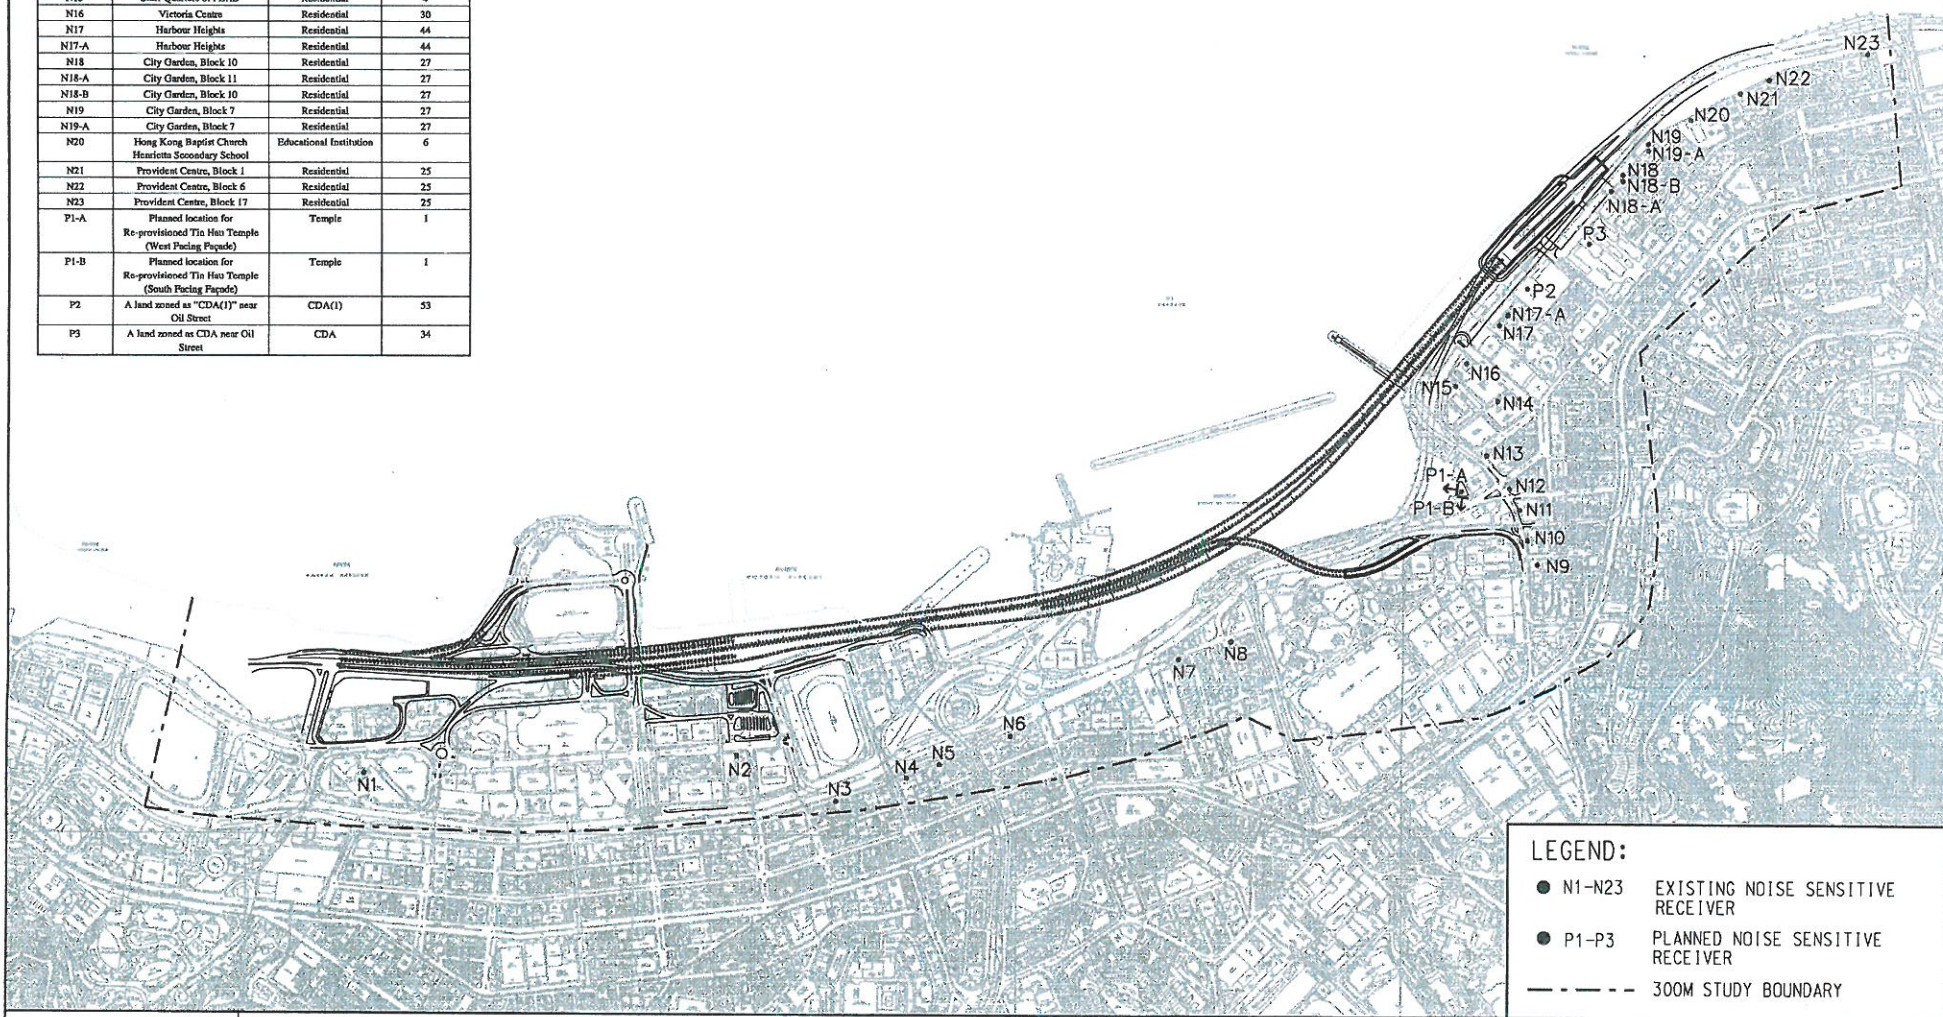 N16 Victoria Centre Residential 30
N17 Harbour Heights Residential 44
N17-A Harbour Heights Residential 44
N18 City Garden, Block 10 Residential 27
N18-A City Garden, Block 11 Residential 27
N18-B City Garden, Block 10 Residential 27
N19 City Garden, Block 7 Residential 27
N19-A City Garden, Block 7 Residential 27
N20 Hong Kong Baptist Church Educational Institution 6
Henrietta Secondary School
N21 Provident Centre, Block 1 Residential 25
N22 Provident Centre, Block 6 Residential 25
N23 Provident Centre, Block 17 Residential 25
P1-A Planned location for Temple 1
Re-provisioned Tin Hau Temple
(West Facing Façade)
P1-B Planned location for Temple 1
Re-provisioned Tin Hau Temple
(South Facing Façade)
P2 A land zoned as "CDA(1)" near CDA(1) 53
Oil Street
P3 A land zoned as CDA near Oil CDA 34
Street
N23
N22
N21
N20
N19
N19-A
N18
N18-B
N18-A
P3
P2
N17-A
N17
N16
N15
N14
N13
P1-A
N12
P1-B
N11
N10
N9
N8
N7
N6
N5
N4
N3
N2
N1
LEGEND:
N1-N23 EXISTING NOISE SENSITIVE
RECEIVER
P1-P3 PLANNED NOISE SENSITIVE
RECEIVER
300M STUDY BOUNDARY